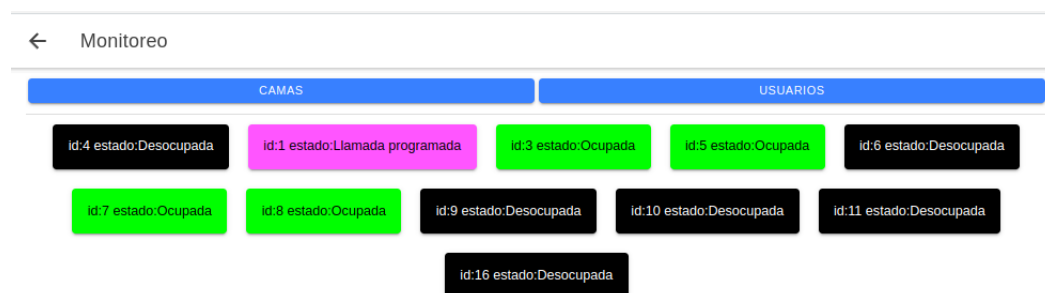 Monitoreo
CAMAS USUARIOS
id:4 estado:Desocupada id:1 estado:Llamada programada id:3 estado:Ocupada id:5 estado:Ocupada id:6 estado:Desocupada
id:7 estado:Ocupada id:8 estado:Ocupada id:9 estado:Desocupada id:10 estado:Desocupada id:11 estado:Desocupada
id:16 estado:Desocupada